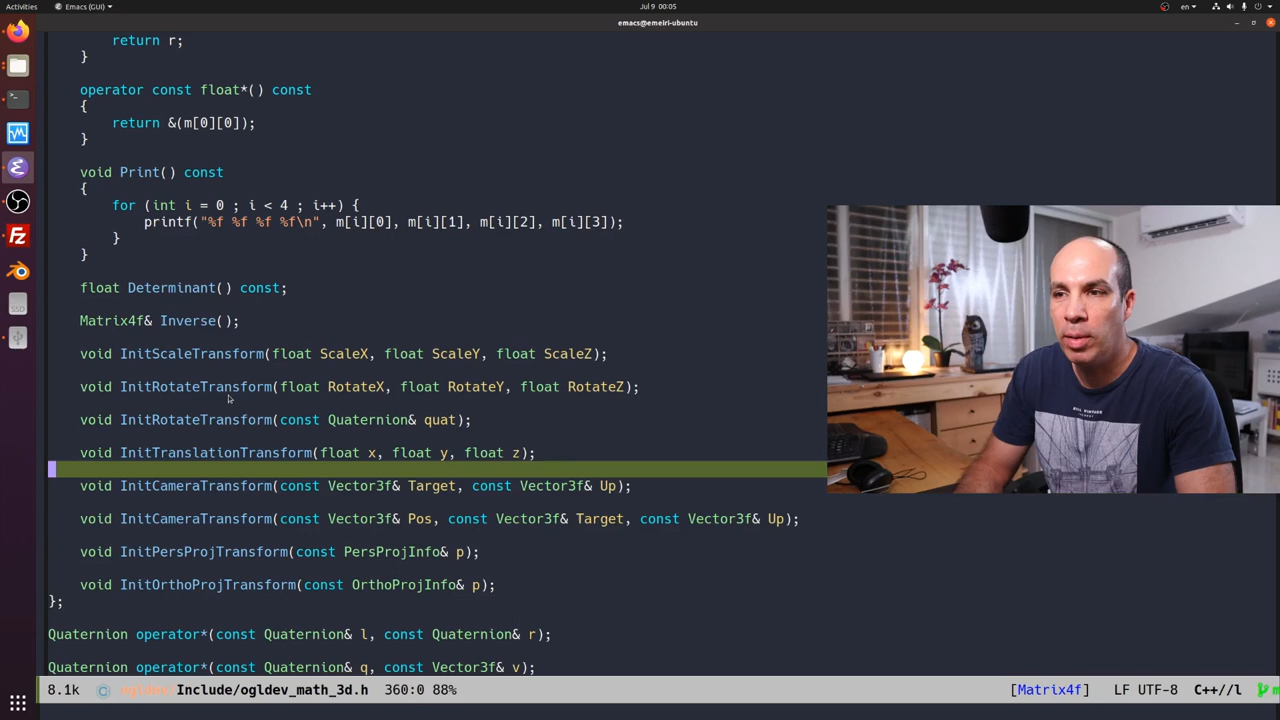 Activities
Emacs (GUI)
Jul 9 00:05
en
emacs@emeiri-ubuntu
return r;
}
operator const float*() const
{
return &(m[0][0]);
}
void Print() const
{
for (int i = 0 ; i < 4 ; i++) {
printf("%f %f %f %f\n", m[i][0], m[i][1], m[i][2], m[i][3]);
}
}
float Determinant() const;
Matrix4f& Inverse();
void InitScaleTransform(float ScaleX, float ScaleY, float ScaleZ);
void InitRotateTransform(float RotateX, float RotateY, float RotateZ);
void InitRotateTransform(const Quaternion& quat);
void InitTranslationTransform(float x, float y, float z);
void InitCameraTransform(const Vector3f& Target, const Vector3f& Up);
void InitCameraTransform(const Vector3f& Pos, const Vector3f& Target, const Vector3f& Up);
void InitPersProjTransform(const PersProjInfo& p);
void InitOrthoProjTransform(const OrthoProjInfo& p);
};
Quaternion operator*(const Quaternion& l, const Quaternion& r);
Quaternion operator*(const Quaternion& q, const Vector3f& v);
8.1k ogldev/Include/ogldev_math_3d.h 360:0 88% [Matrix4f] LF UTF-8 C++//l m